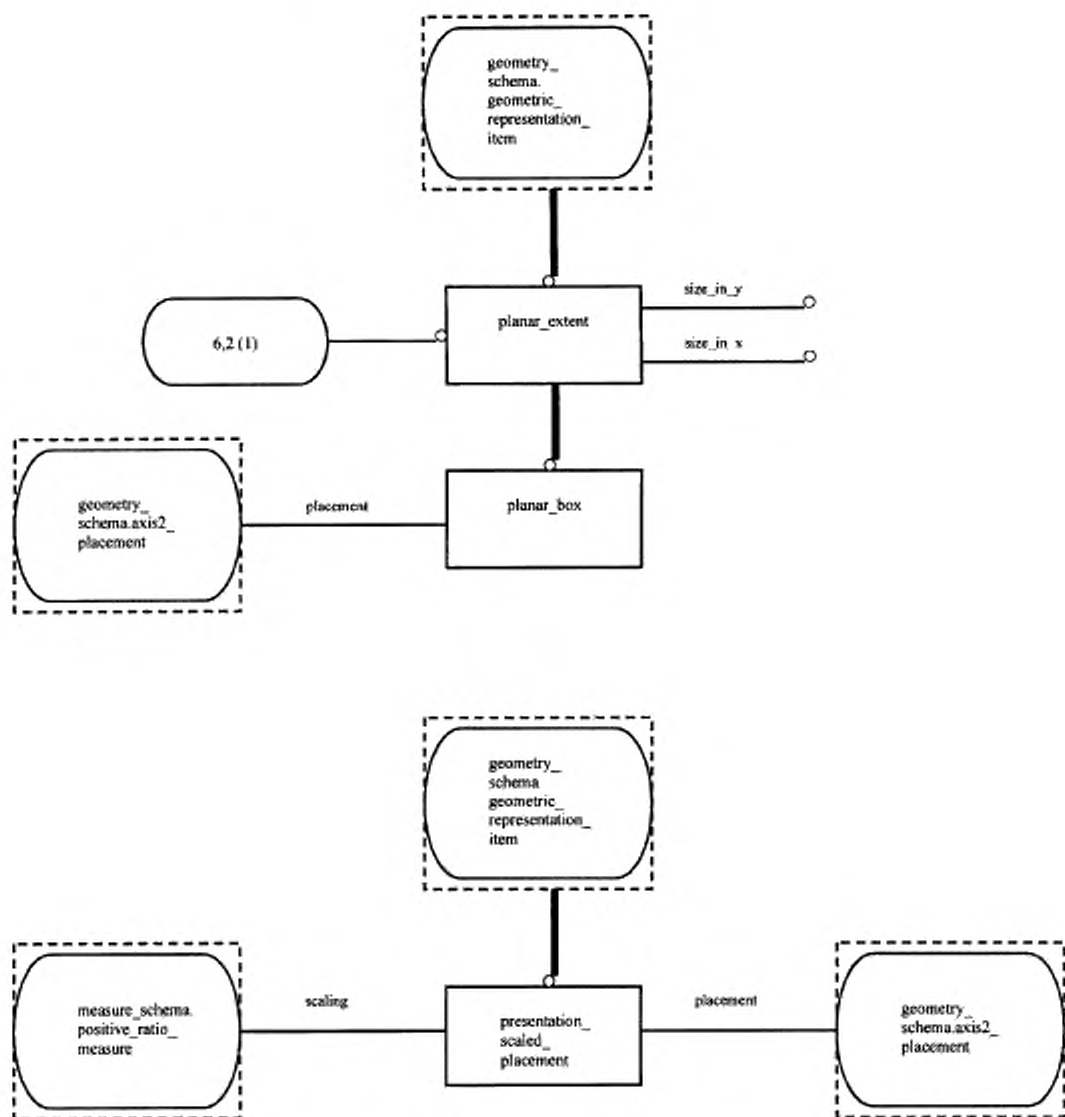 geometry_
schema.
geometric_
representation_
item
size_in_y
planar_extent
6,2 (1)
size_in_x
geometry_
schema.axis2_
placement
placement
planar_box
geometry_
schema
geometric_
representation_
item
measure_schema.
positive_ratio_
measure
scaling
presentation_
scaled_
placement
placement
geometry_
schema.axis2_
placement